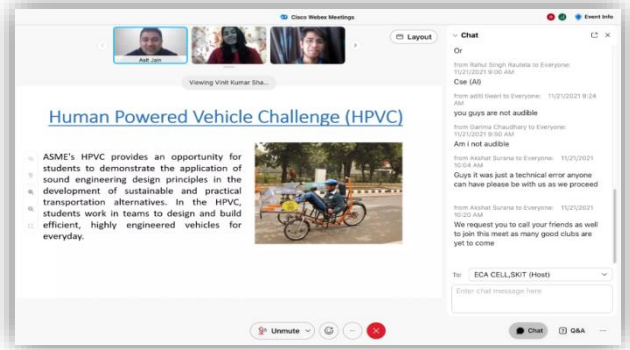 Cisco Webex Meetings
Event Info
Layout
Asit Jain
Viewing Vinit Kumar Sha...
Human Powered Vehicle Challenge (HPVC)
ASME's HPVC provides an opportunity for
students to demonstrate the application of
sound engineering design principles in the
development of sustainable and practical
transportation alternatives. In the HPVC,
students work in teams to design and build
efficient, highly engineered vehicles for
everyday.
Unmute
Chat
Or
from Rahul Singh Rautela to Everyone:
11/21/2021 9:00 AM
Cse (AI)
from aditi tiwari to Everyone: 11/21/2021 9:24
AM
you guys are not audible
from Garima Chaudhary to Everyone:
11/21/2021 9:50 AM
Am i not audible
from Akshat Surana to Everyone: 11/21/2021
10:04 AM
Guys it was just a technical error anyone
can have please be with us as we proceed
from Akshat Surana to Everyone: 11/21/2021
10:20 AM
We request you to call your friends as well
to join this meet as many good clubs are
yet to come
To: ECA CELL,SKIT (Host)
Enter chat message here
Chat
Q&A